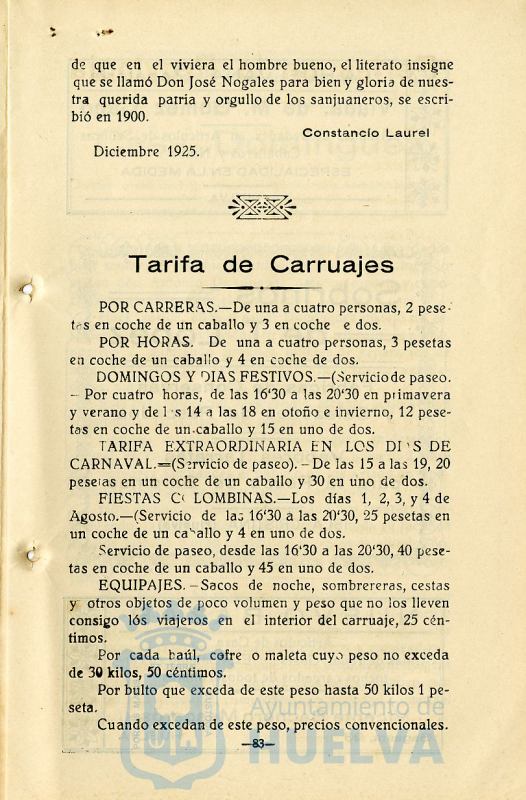 de que en el viviera el hombre bueno, el literato insigne
que se llamó Don José Nogales para bien y gloria de nues-
tra querida patria y orgullo de los sanjuaneros, se escri-
bió en 1900.
Constancio Laurel
Diciembre 1925.
Tarifa de Carruajes
POR CARRERAS.—De una a cuatro personas, 2 pese-
tas en coche de un caballo y 3 en coche e dos.
POR HORAS. De una a cuatro personas, 3 pesetas
en coche de un caballo y 4 en coche de dos.
DOMINGOS Y DIAS FESTIVOS.—(Servicio de paseo.
- Por cuatro horas, de las 16'30 a las 20'30 en primavera
y verano y de l s 14 a las 18 en otoño e invierno, 12 pese-
tas en coche de un caballo y 15 en uno de dos.
TARIFA EXTRAORDINARIA EN LOS DI S DE
CARNAVAL.=(Servicio de paseo).-De las 15 a las 19, 20
pesetas en un coche de un caballo y 30 en uno de dos.
FIESTAS C LOMBINAS.—Los días 1, 2, 3, y 4 de
Agosto.—(Servicio de las 16'30 a las 20'30, 25 pesetas en
un coche de un caballo y 4 en uno de dos.
Servicio de paseo, desde las 16'30 a las 20'30, 40 pese-
tas en coche de un caballo y 45 en uno de dos.
EQUIPAJES.-Sacos de noche, sombrereras, cestas
y otros objetos de poco volumen y peso que no los lleven
consigo lós viajeros en el interior del carruaje, 25 cén-
timos.
Por cada baúl, cofre o maleta cuyo peso no exceda
de 30 kilos, 50 céntimos.
Por bulto que exceda de este peso hasta 50 kilos 1 pe-
seta.
Cuando excedan de este peso, precios convencionales.
—83—
Ayuntamiento de
HUELVA